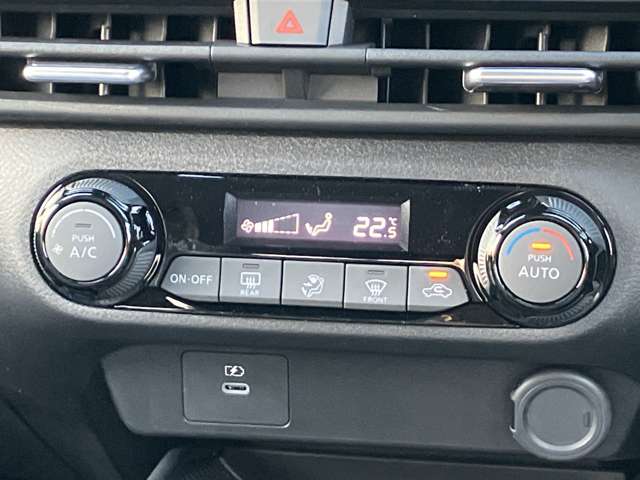 22.5 ℃
PUSH
A/C
PUSH
AUTO
ON·OFF
REAR
FRONT